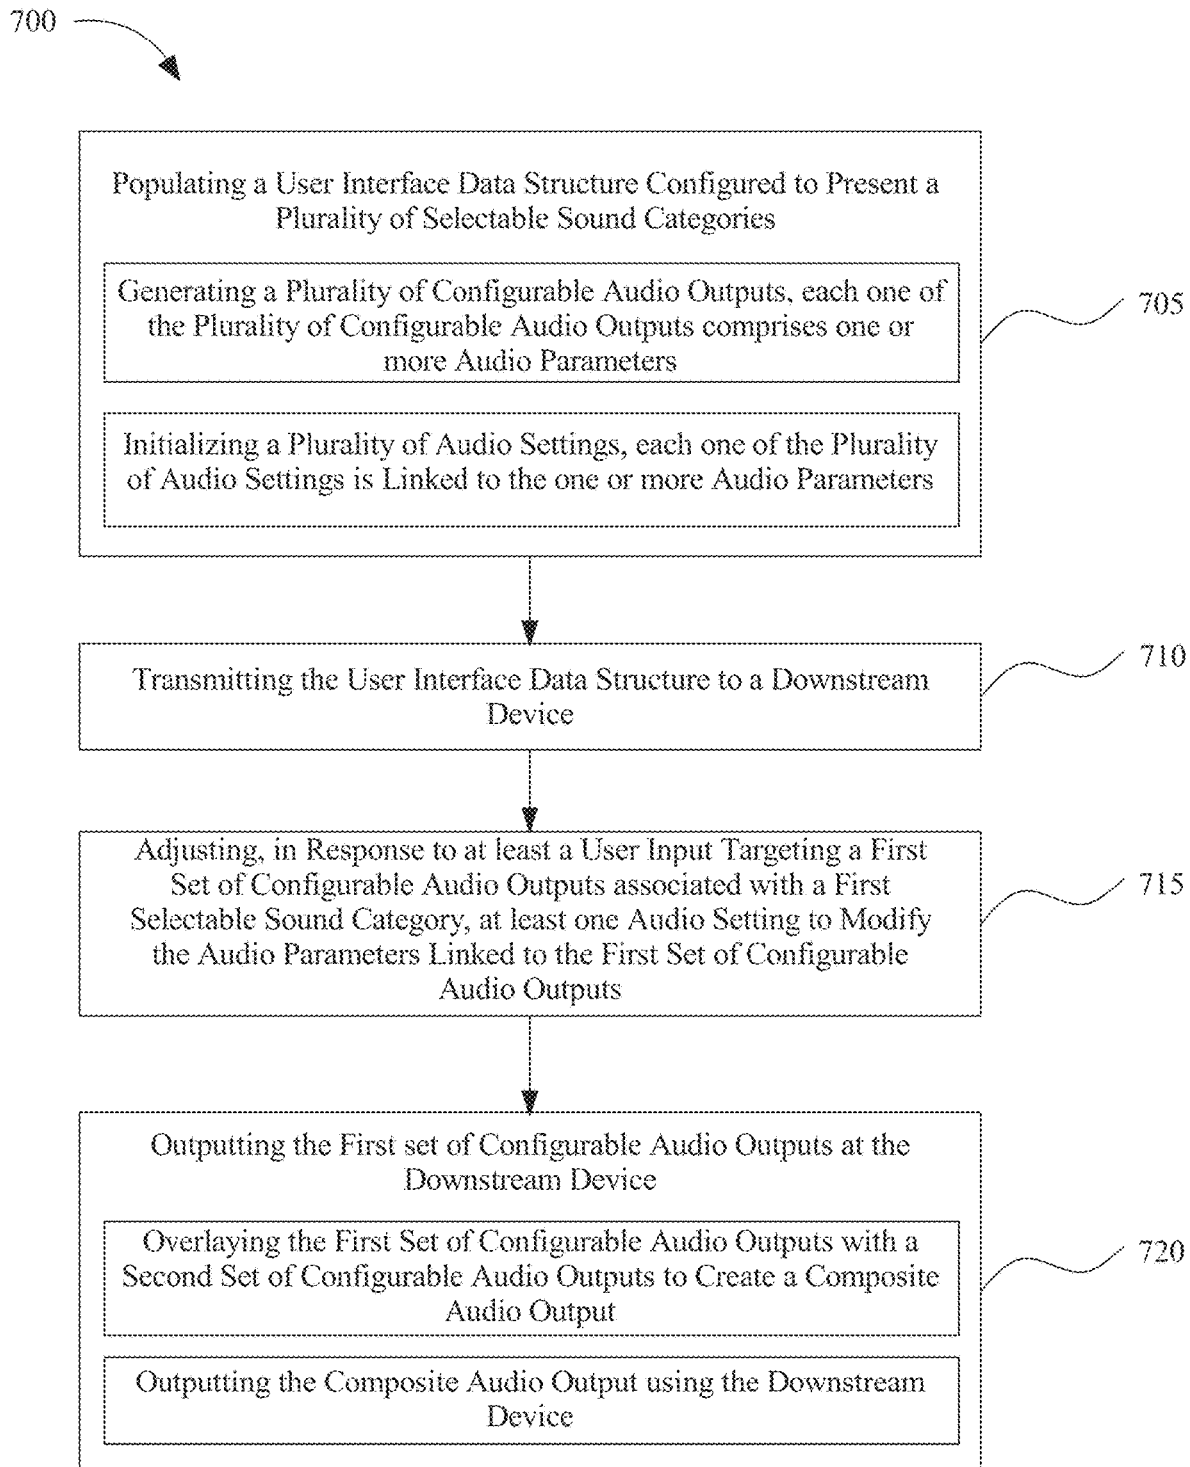 700
Populating a User Interface Data Structure Configured to Present a
Plurality of Selectable Sound Categories
Generating a Plurality of Configurable Audio Outputs, each one of
the Plurality of Configurable Audio Outputs comprises one or
more Audio Parameters
705
Initializing a Plurality of Audio Settings, each one of the Plurality
of Audio Settings is Linked to the one or more Audio Parameters
Transmitting the User Interface Data Structure to a Downstream
Device
710
Adjusting, in Response to at least a User Input Targeting a First
Set of Configurable Audio Outputs associated with a First
Selectable Sound Category, at least one Audio Setting to Modify
the Audio Parameters Linked to the First Set of Configurable
Audio Outputs
715
Outputting the First set of Configurable Audio Outputs at the
Downstream Device
Overlaying the First Set of Configurable Audio Outputs with a
Second Set of Configurable Audio Outputs to Create a Composite
Audio Output
720
Outputting the Composite Audio Output using the Downstream
Device